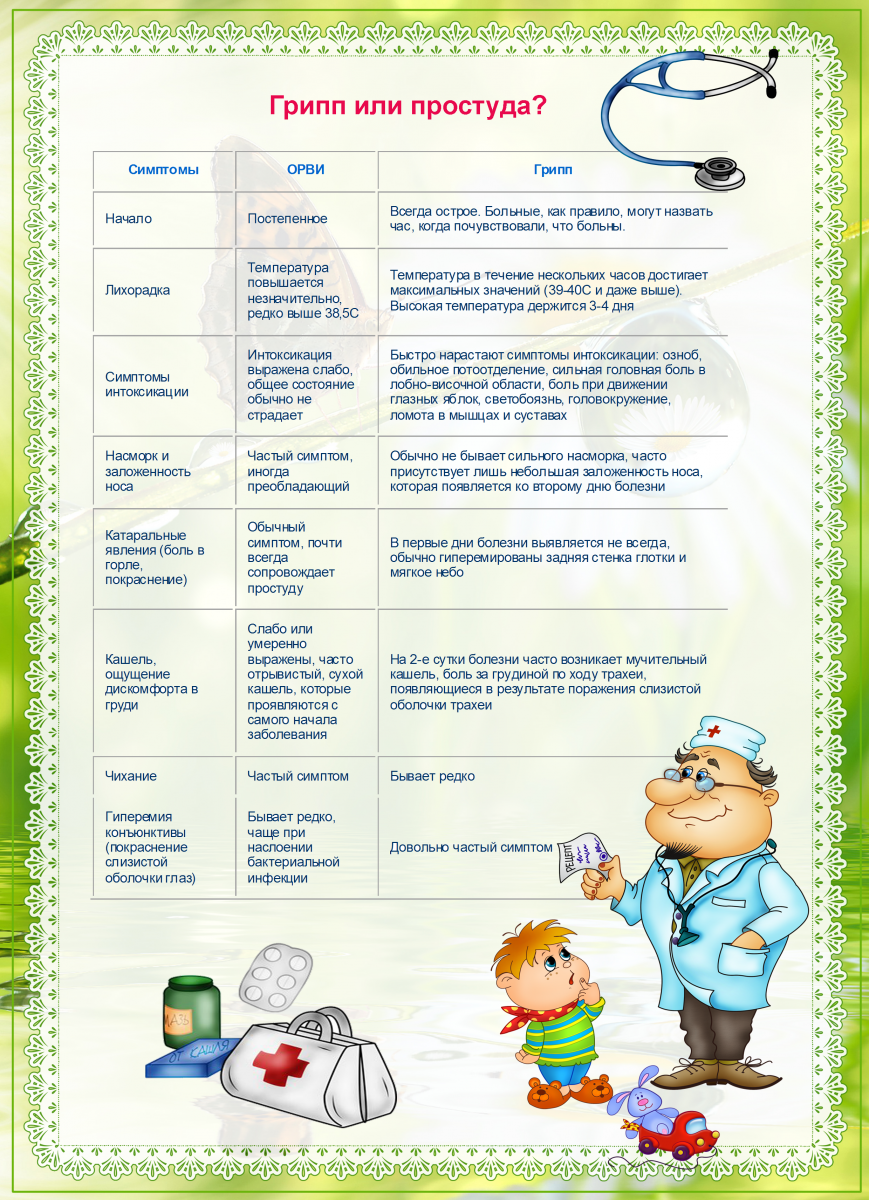 Грипп или простуда?
Симптомы
ОРВИ
Грипп
Начало
Постепенное
Всегда острое. Больные, как правило, могут назвать
час, когда почувствовали, что больны.
Лихорадка
Температура
повышается
незначительно,
редко выше 38,5С
Температура в течение нескольких часов достигает
максимальных значений (39-40С и даже выше).
Высокая температура держится 3-4 дня
Симптомы
интоксикации
Интоксикация
выражена слабо,
общее состояние
обычно не
страдает
Быстро нарастают симптомы интоксикации: озноб,
обильное потоотделение, сильная головная боль в
лобно-височной области, боль при движении
глазных яблок, светобоязнь, головокружение,
ломота в мышцах и суставах
Насморк и
заложенность
носа
Частый симптом,
иногда
преобладающий
Обычно не бывает сильного насморка, часто
присутствует лишь небольшая заложенность носа,
которая появляется ко второму дню болезни
Катаральные
явления (боль в
горле,
покраснение)
Обычный
симптом, почти
всегда
сопровождает
простуду
В первые дни болезни выявляется не всегда,
обычно гиперемированы задняя стенка глотки и
мягкое небо
Кашель,
ощущение
дискомфорта в
груди
Слабо или
умеренно
выражены, часто
отрывистый, сухой
кашель, которые
проявляются с
самого начала
заболевания
На 2-е сутки болезни часто возникает мучительный
кашель, боль за грудиной по ходу трахеи,
появляющиеся в результате поражения слизистой
оболочки трахеи
Чихание
Частый симптом
Бывает редко
Гиперемия
конъюнктивы
(покраснение
слизистой
оболочки глаз)
Бывает редко,
чаще при
наслоении
бактериальной
инфекции
Довольно частый симптом
РЕЦЕПТ
МАЗЬ
ОТ